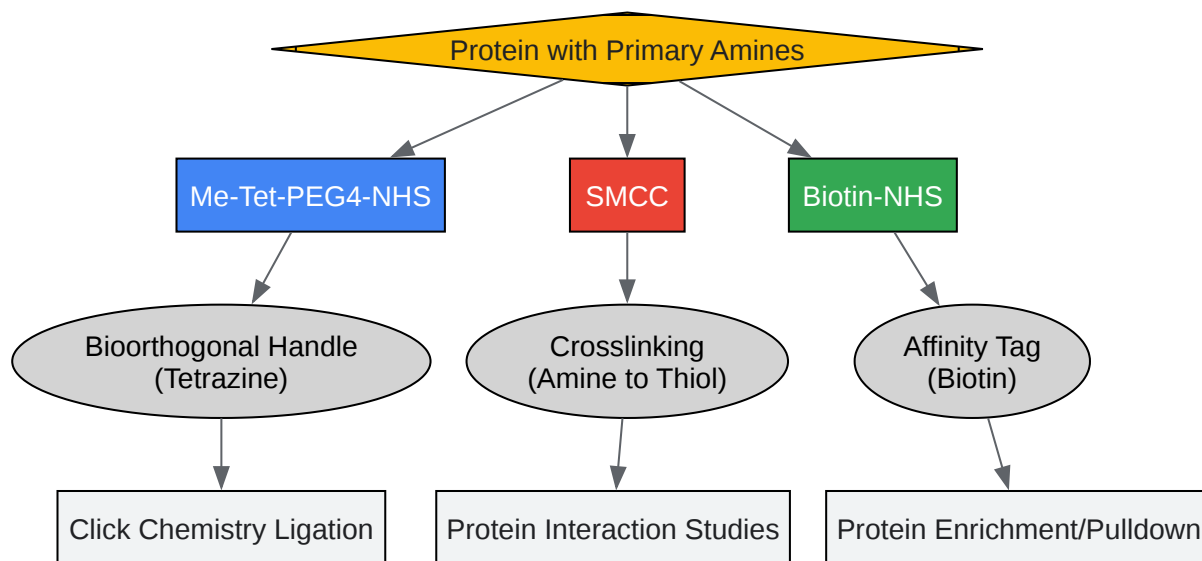 Protein with Primary Amines
Me-Tet-PEG4-NHS
SMCC
Biotin-NHS
Bioorthogonal Handle
(Tetrazine)
Crosslinking
(Amine to Thiol)
Affinity Tag
(Biotin)
Click Chemistry Ligation
Protein Interaction Studies
Protein Enrichment/Pulldown